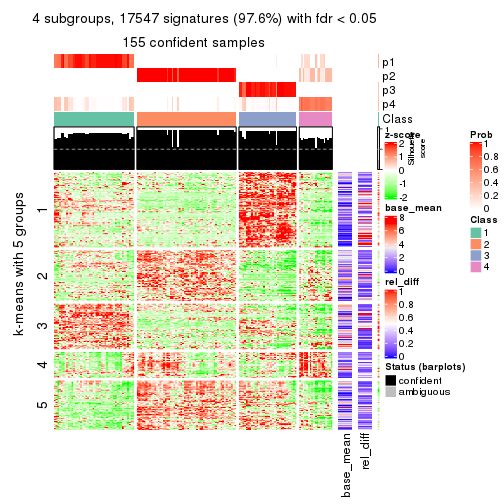 4 subgroups, 17547 signatures (97.6%) with fdr < 0.05
155 confident samples
p1
p2
p3
p4
Class
1
Silhouette
score
z-score
2
1
0
-1
-2
base_mean
8
6
4
2
0
rel_diff
1
0.8
0.6
0.4
0.2
0
Status (barplots)
confident
ambiguous
Prob
1
0.8
0.6
0.4
0.2
0
Class
1
2
3
4
k-means with 5 groups
1
2
3
4
5
base_mean
rel_diff